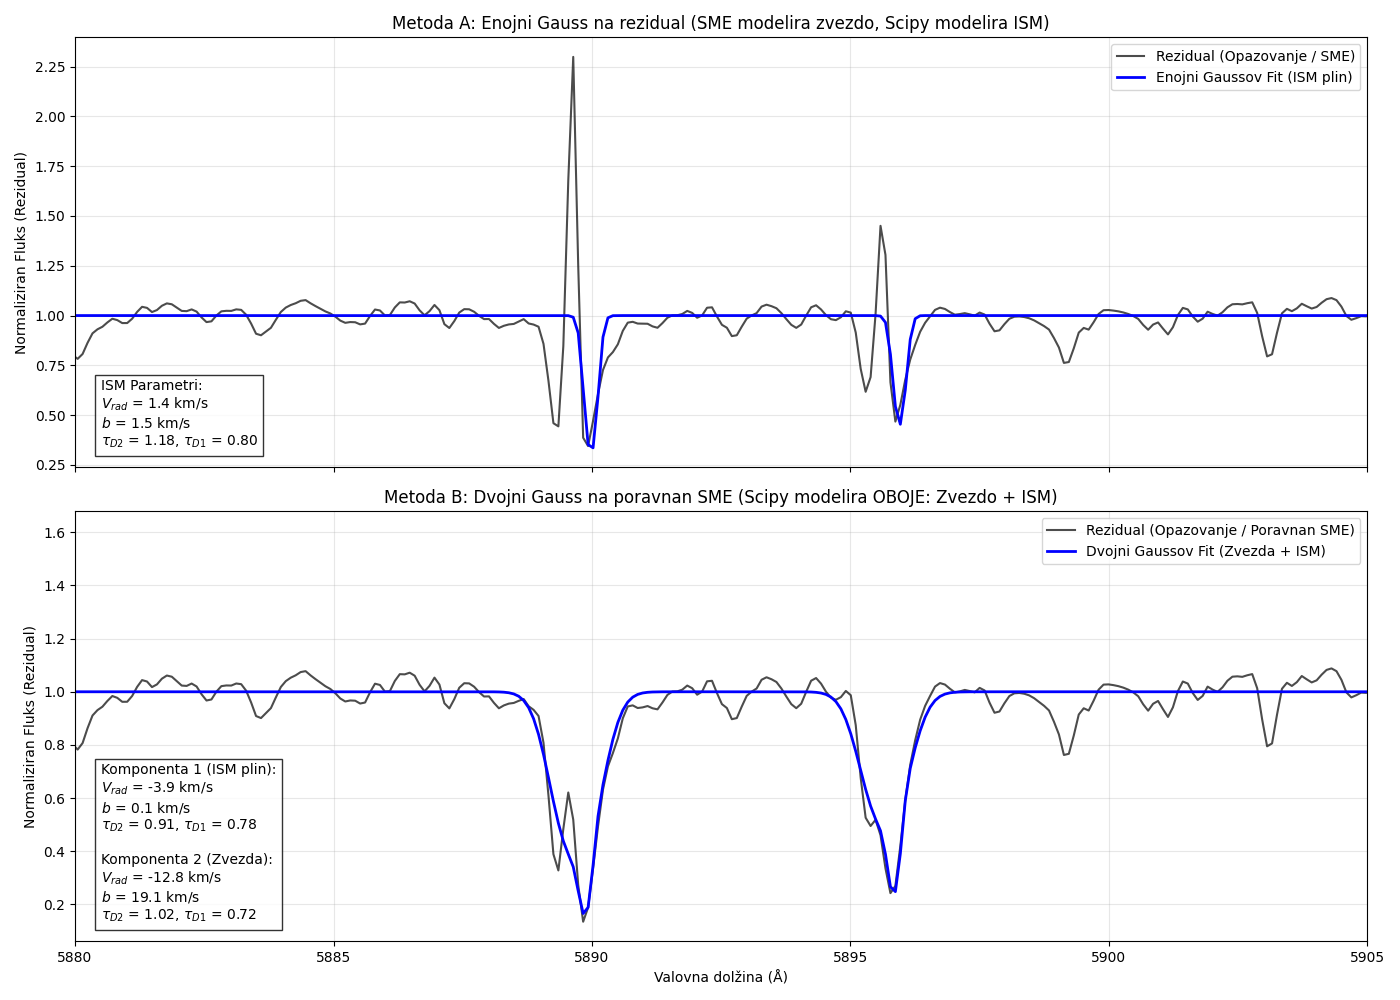 Metoda A: Enojni Gauss na rezidual (SME modelira zvezdo, Scipy modelira ISM)
Normaliziran Fluks (Rezidual)
2.25
2.00
1.75
1.50
1.25
1.00
0.75
0.50
0.25
Rezidual (Opazovanje / SME)
Enojni Gaussov Fit (ISM plin)
ISM Parametri:
V_rad = 1.4 km/s
b = 1.5 km/s
τ_D2 = 1.18, τ_D1 = 0.80
Metoda B: Dvojni Gauss na poravnan SME (Scipy modelira OBOJE: Zvezdo + ISM)
Normaliziran Fluks (Rezidual)
1.6
1.4
1.2
1.0
0.8
0.6
0.4
0.2
Rezidual (Opazovanje / Poravnan SME)
Dvojni Gaussov Fit (Zvezda + ISM)
Komponenta 1 (ISM plin):
V_rad = -3.9 km/s
b = 0.1 km/s
τ_D2 = 0.91, τ_D1 = 0.78
Komponenta 2 (Zvezda):
V_rad = -12.8 km/s
b = 19.1 km/s
τ_D2 = 1.02, τ_D1 = 0.72
5880 5885 5890 5895 5900 5905
Valovna dolžina (Å)